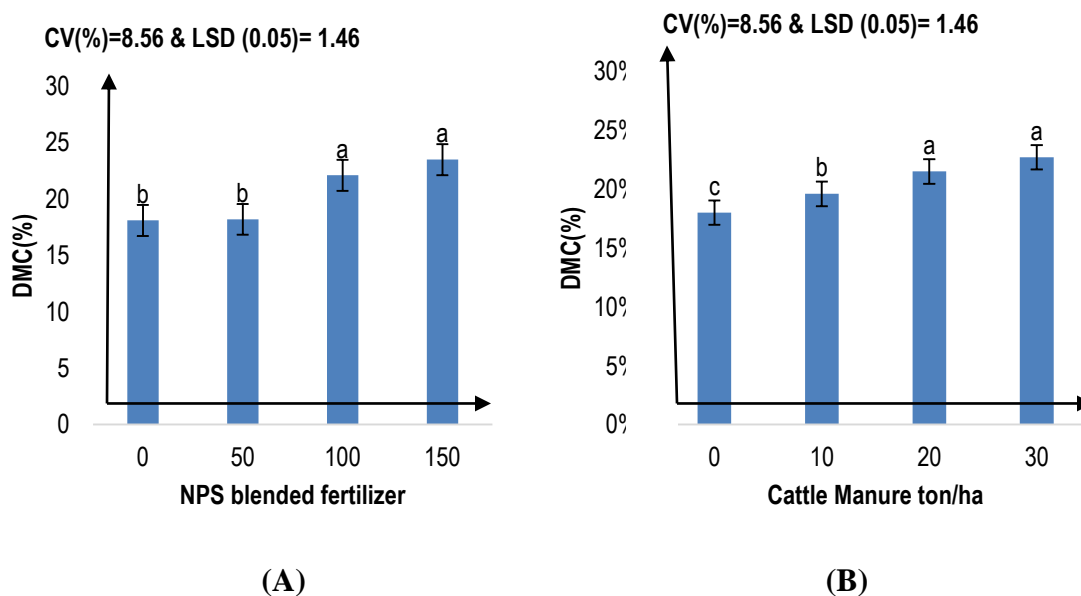 CV(%)=8.56 & LSD (0.05)= 1.46
30
25
20
15
10
5
0
DMC(%)
b
b
a
a
0 50 100 150
NPS blended fertilizer
(A)
CV(%)=8.56 & LSD (0.05)= 1.46
30%
25%
20%
15%
10%
5%
0%
DMC(%)
c
b
a
a
0 10 20 30
Cattle Manure ton/ha
(B)